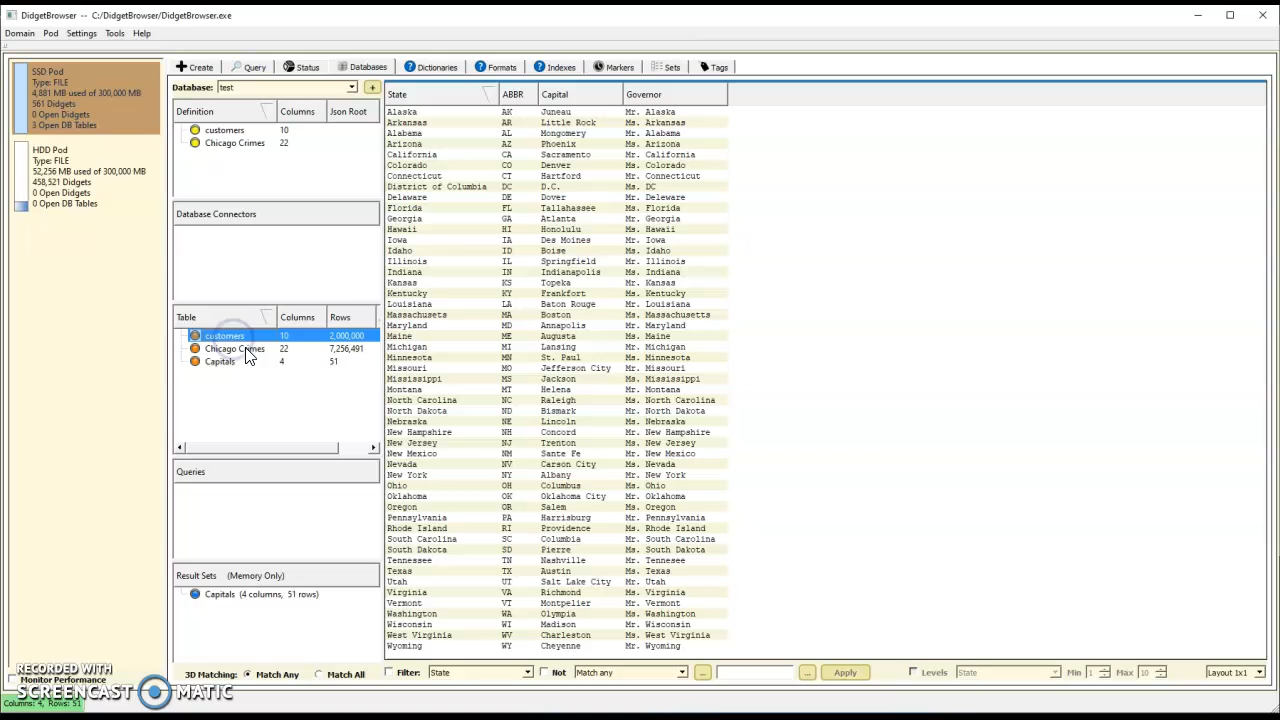 DidgetBrowser -- C:/DidgetBrowser/DidgetBrowser.exe
Domain Pod Settings Tools Help
SSD Pod
Type: FILE
4,881 MB used of 300,000 MB
561 Didgets
0 Open Didgets
3 Open DB Tables
HDD Pod
Type: FILE
52,256 MB used of 300,000 MB
458,521 Didgets
0 Open Didgets
0 Open DB Tables
Create Query Status Databases Dictionaries Formats Indexes Markers Sets Tags
Database: test +
Definition Columns Json Root
customers 10
Chicago Crimes 22
Database Connectors
Table Columns Rows
customers 10 2,000,000
Chicago Crimes 22 7,256,491
Capitals 4 51
Queries
Result Sets (Memory Only)
Capitals (4 columns, 51 rows)
State ABBR Capital Governor
Alaska AK Juneau Mr. Alaska
Arkansas AR Little Rock Ms. Arkansas
Alabama AL Mongomery Mr. Alabama
Arizona AZ Phoenix Mr. Arizona
California CA Sacramento Mr. California
Colorado CO Denver Ms. Colorado
Connecticut CT Hartford Mr. Connecticut
District of Columbia DC D.C. Ms. DC
Delaware DE Dover Mr. Delaware
Florida FL Tallahassee Ms. Florida
Georgia GA Atlanta Mr. Georgia
Hawaii HI Honolulu Ms. Hawaii
Iowa IA Des Moines Mr. Iowa
Idaho ID Boise Ms. Idaho
Illinois IL Springfield Mr. Illinois
Indiana IN Indianapolis Ms. Indiana
Kansas KS Topeka Mr. Kansas
Kentucky KY Frankfort Ms. Kentucky
Louisiana LA Baton Rouge Mr. Louisiana
Massachusets MA Boston Ms. Massachusetts
Maryland MD Annapolis Mr. Maryland
Maine ME Augusta Ms. Maine
Michigan MI Lansing Mr. Michigan
Minnesota MN St. Paul Ms. Minnesota
Missouri MO Jefferson City Mr. Missouri
Mississippi MS Jackson Ms. Mississippi
Montana MT Helena Mr. Montana
North Carolina NC Raleigh Ms. North Carolina
North Dakota ND Bismark Mr. North Dakota
Nebraska NE Lincoln Ms. Nebraska
New Hampshire NH Concord Mr. New Hampshire
New Jersey NJ Trenton Ms. New Jersey
New Mexico NM Santa Fe Mr. New Mexico
Nevada NV Carson City Ms. Nevada
New York NY Albany Mr. New York
Ohio OH Columbus Ms. Ohio
Oklahoma OK Oklahoma City Mr. Oklahoma
Oregon OR Salem Ms. Oregon
Pennsylvania PA Harrisburg Mr. Pennsylvania
Rhode Island RI Providence Ms. Rhode Island
South Carolina SC Columbia Mr. South Carolina
South Dakota SD Pierre Ms. South Dakota
Tennessee TN Nashville Mr. Tennessee
Texas TX Austin Ms. Texas
Utah UT Salt Lake City Mr. Utah
Virginia VA Richmond Ms. Virginia
Vermont VT Montpelier Mr. Vermont
Washington WA Olympia Ms. Washington
Wisconsin WI Madison Mr. Wisconsin
West Virginia WV Charleston Ms. West Virginia
Wyoming WY Cheyenne Mr. Wyoming
3D Matching: Match Any Match All Filter: State Not Match any ... ... Apply Levels State Min 1 Max 10 Layout 1x1
Monitor Performance
RECORDED WITH
SCREENCAST MATIC
Columns: 4, Rows: 51